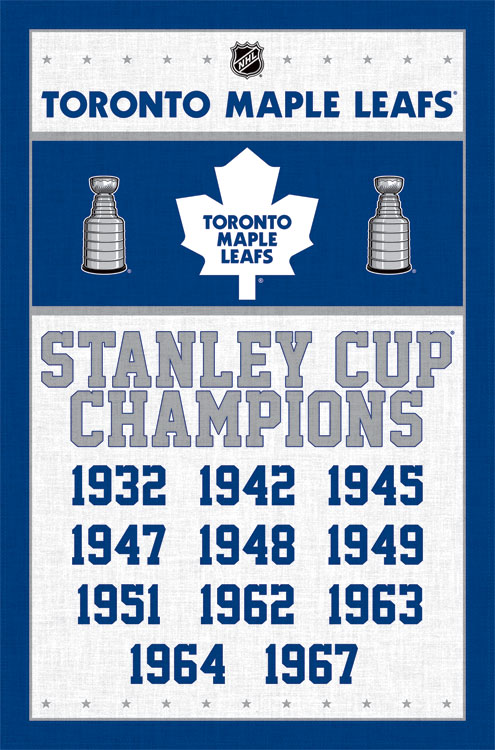 NHL
TORONTO MAPLE LEAFS®
TORONTO
MAPLE
LEAFS
®
® ®
STANLEY CUP®
CHAMPIONS
1932 1942 1945
1947 1948 1949
1951 1962 1963
1964 1967